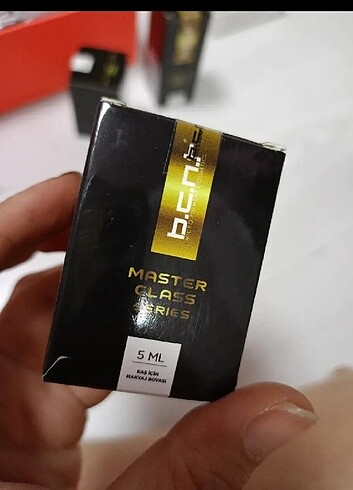 b.c.n.
MASTER
CLASS
SERIES
5 ML
KAŞ İÇİN
MAKYAJ BOYASI